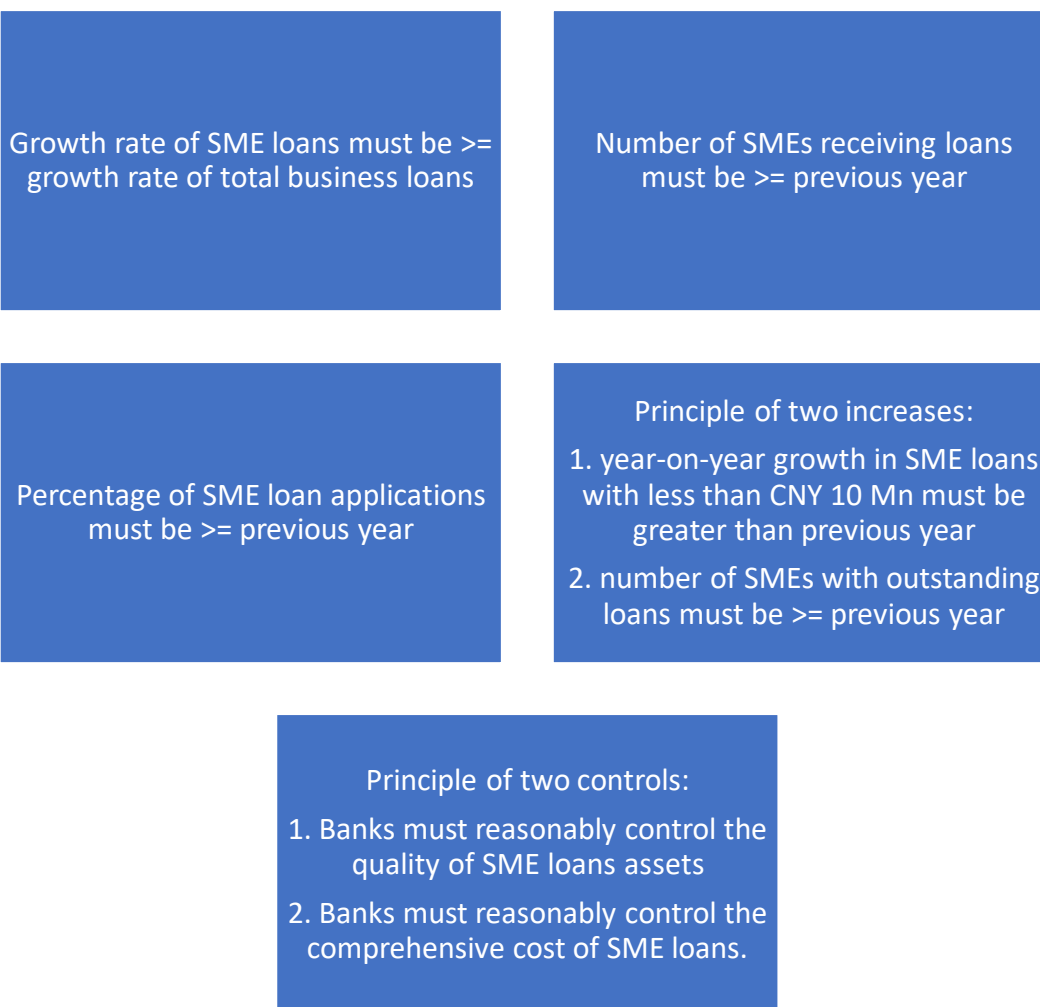 Growth rate of SME loans must be >=
growth rate of total business loans
Number of SMEs receiving loans
must be >= previous year
Percentage of SME loan applications
must be >= previous year
Principle of two increases:
1. year-on-year growth in SME loans
with less than CNY 10 Mn must be
greater than previous year
2. number of SMEs with outstanding
loans must be >= previous year
Principle of two controls:
1. Banks must reasonably control the
quality of SME loans assets
2. Banks must reasonably control the
comprehensive cost of SME loans.